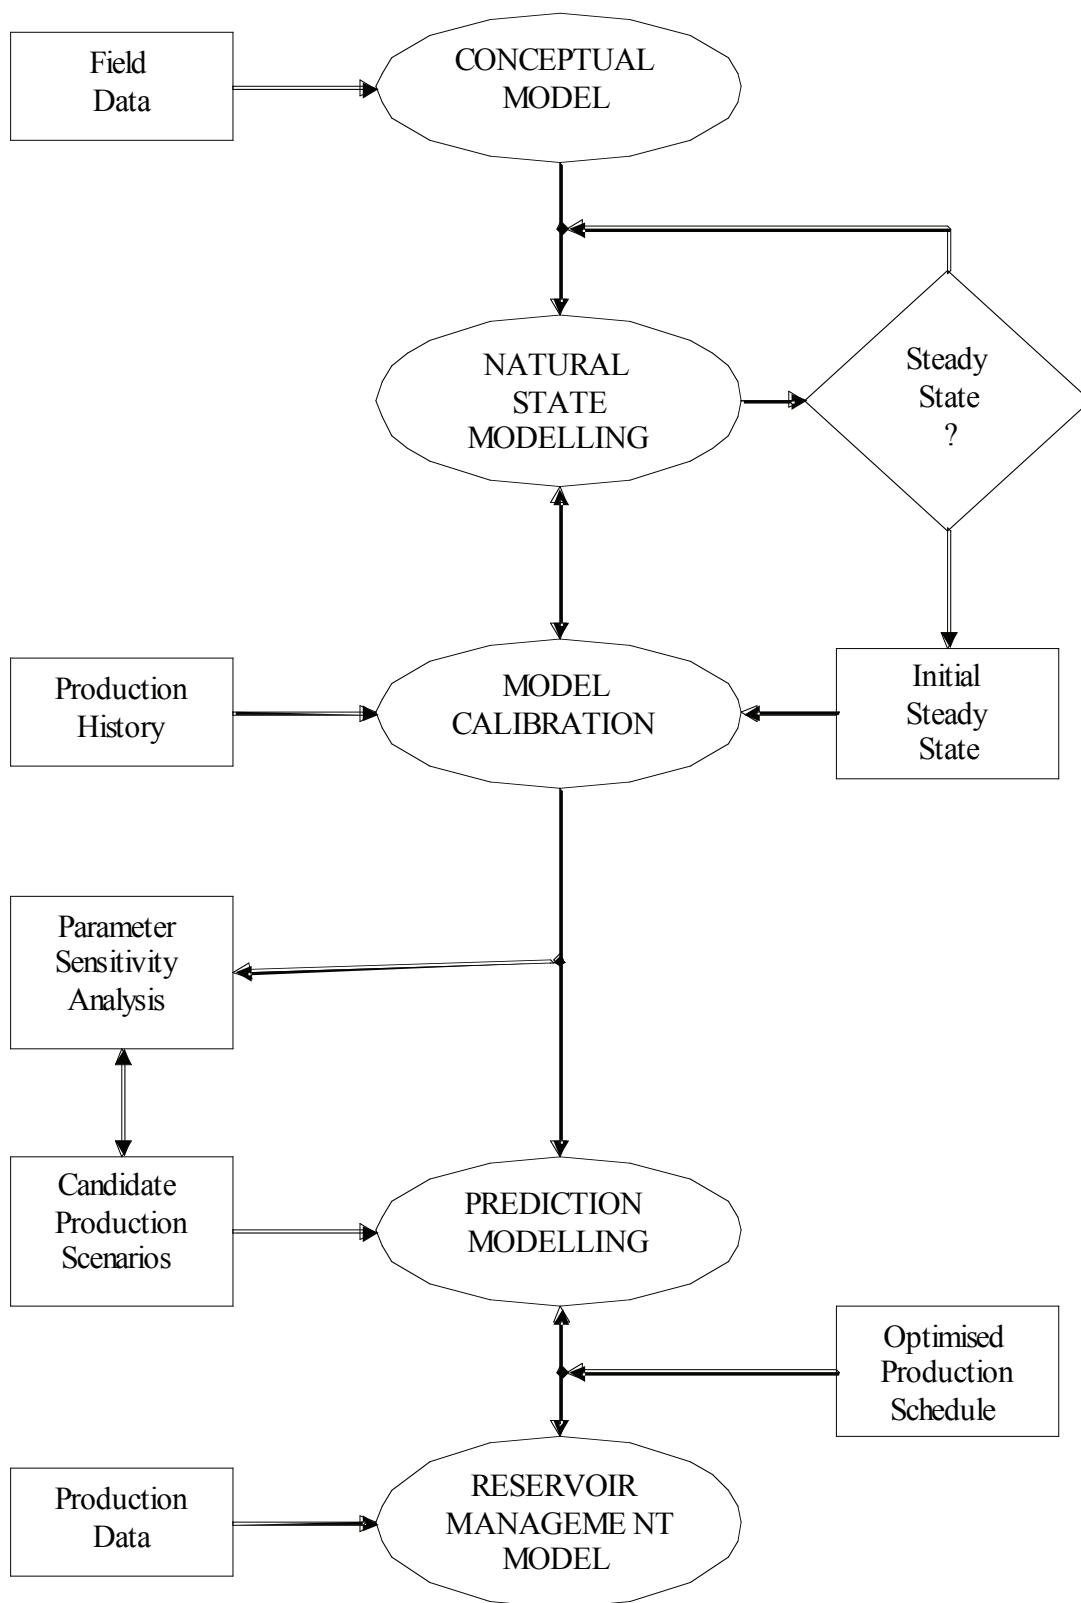 Field
Data
CONCEPTUAL
MODEL
NATURAL
STATE
MODELLING
Steady
State
?
Production
History
MODEL
CALIBRATION
Initial
Steady
State
Parameter
Sensitivity
Analysis
Candidate
Production
Scenarios
PREDICTION
MODELLING
Optimised
Production
Schedule
Production
Data
RESERVOIR
MANAGEME NT
MODEL